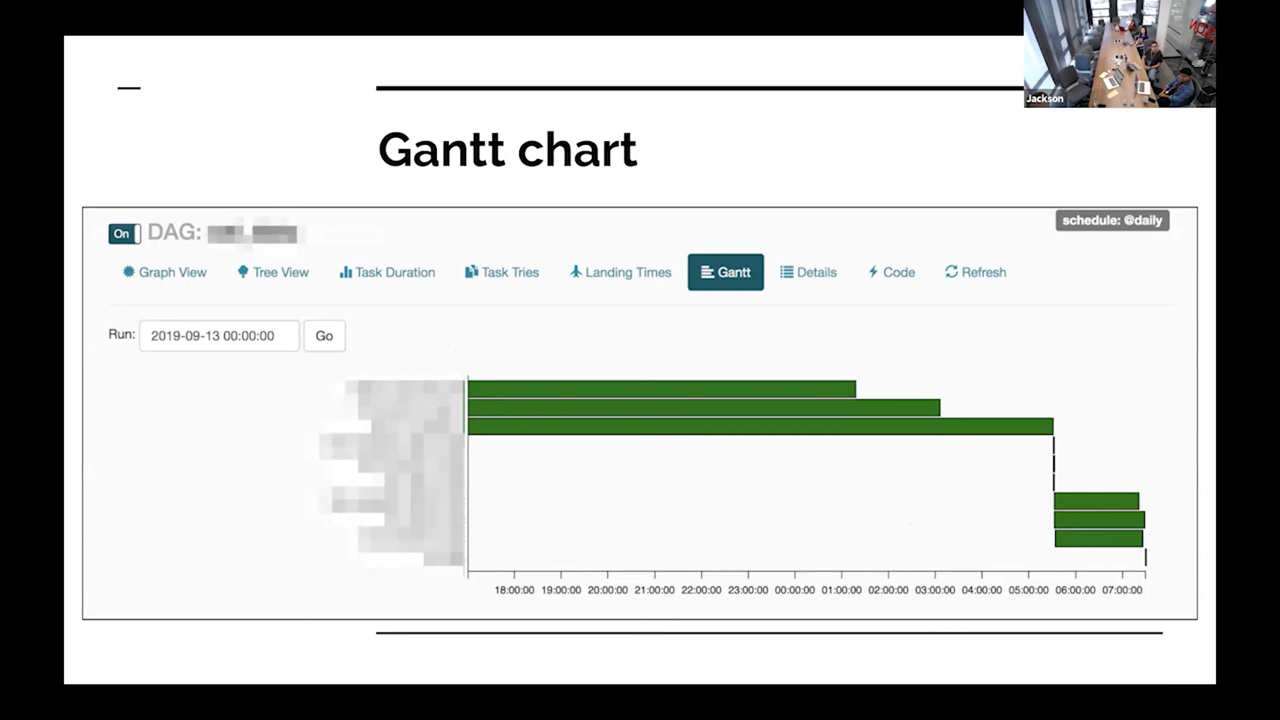 Jackson
Gantt chart
On DAG:
schedule: @daily
Graph View Tree View Task Duration Task Tries Landing Times Gantt Details Code Refresh
Run: 2019-09-13 00:00:00 Go
18:00:00 19:00:00 20:00:00 21:00:00 22:00:00 23:00:00 00:00:00 01:00:00 02:00:00 03:00:00 04:00:00 05:00:00 06:00:00 07:00:00